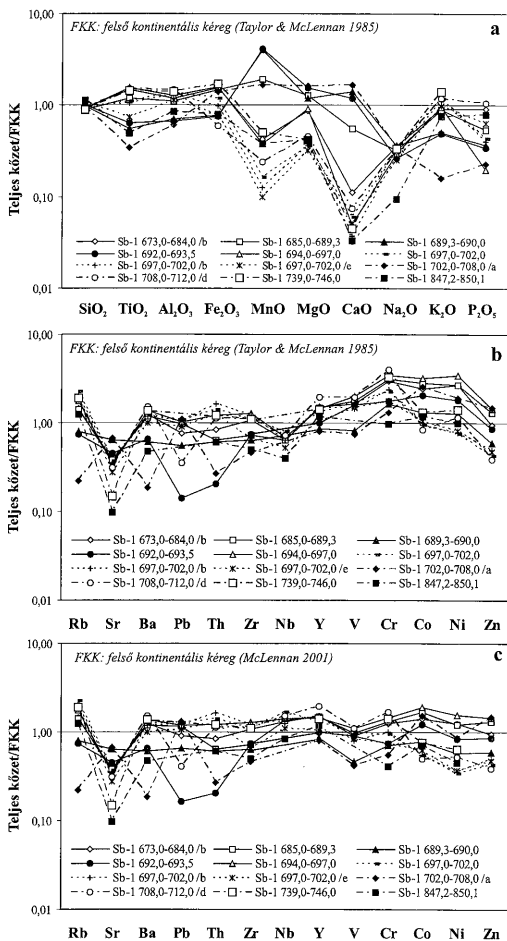 FKK: felső kontinentális kéreg (Taylor & McLennan 1985)
a
Teljes kőzet/FKK
10,00
1,00
0,10
0,01
Sb-1 673,0-684,0 /b
Sb-1 685,0-689,3
Sb-1 689,3-690,0
Sb-1 692,0-693,5
Sb-1 694,0-697,0
Sb-1 697,0-702,0
Sb-1 697,0-702,0 /b
Sb-1 697,0-702,0 /e
Sb-1 702,0-708,0 /a
Sb-1 708,0-712,0 /d
Sb-1 739,0-746,0
Sb-1 847,2-850,1
SiO₂ TiO₂ Al₂O₃ Fe₂O₃ MnO MgO CaO Na₂O K₂O P₂O₅
FKK: felső kontinentális kéreg (Taylor & McLennan 1985)
b
Teljes kőzet/FKK
10,00
1,00
0,10
0,01
Sb-1 673,0-684,0 /b
Sb-1 685,0-689,3
Sb-1 689,3-690,0
Sb-1 692,0-693,5
Sb-1 694,0-697,0
Sb-1 697,0-702,0
Sb-1 697,0-702,0 /b
Sb-1 697,0-702,0 /e
Sb-1 702,0-708,0 /a
Sb-1 708,0-712,0 /d
Sb-1 739,0-746,0
Sb-1 847,2-850,1
Rb Sr Ba Pb Th Zr Nb Y V Cr Co Ni Zn
FKK: felső kontinentális kéreg (McLennan 2001)
c
Teljes kőzet/FKK
10,00
1,00
0,10
0,01
Sb-1 673,0-684,0 /b
Sb-1 685,0-689,3
Sb-1 689,3-690,0
Sb-1 692,0-693,5
Sb-1 694,0-697,0
Sb-1 697,0-702,0
Sb-1 697,0-702,0 /b
Sb-1 697,0-702,0 /e
Sb-1 702,0-708,0 /a
Sb-1 708,0-712,0 /d
Sb-1 739,0-746,0
Sb-1 847,2-850,1
Rb Sr Ba Pb Th Zr Nb Y V Cr Co Ni Zn